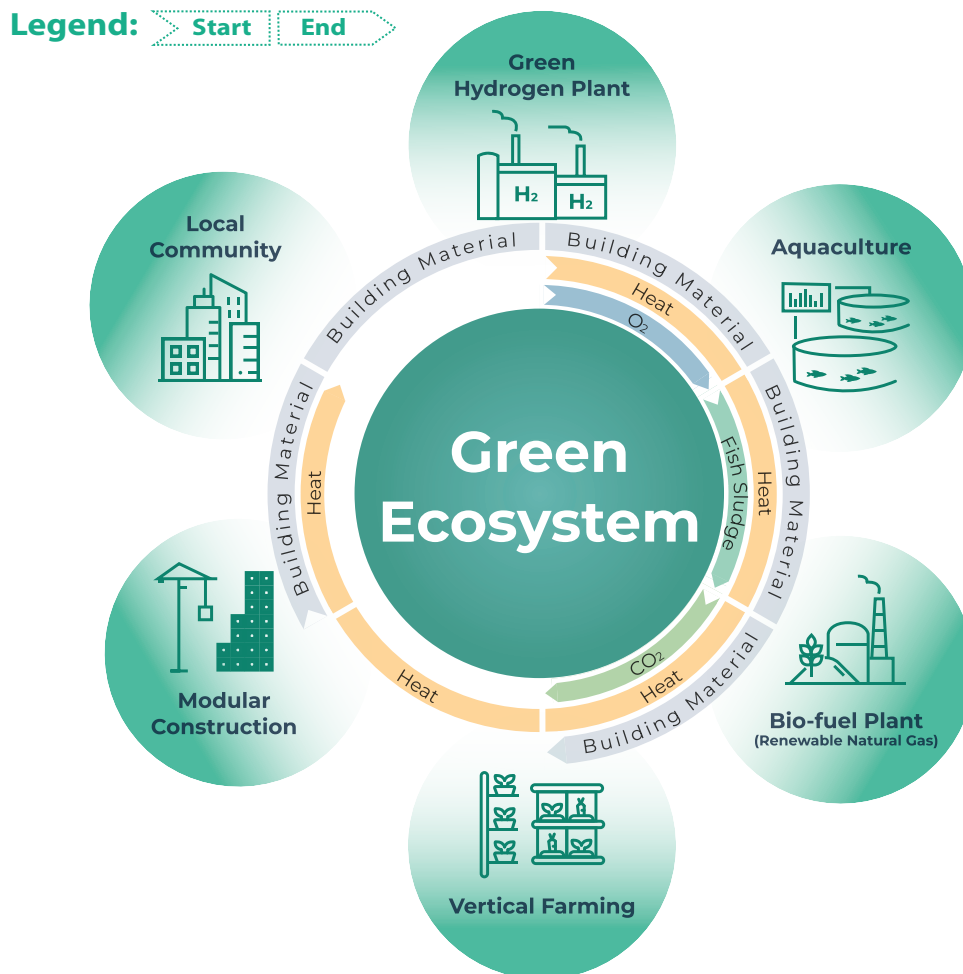 Legend: Start End
Green
Hydrogen Plant
H₂
H₂
Local
Community
Aquaculture
Building Material
Building Material
Heat
O₂
Building Material
Heat
Fish Sludge
Building Material
Heat
Green
Ecosystem
CO₂
Heat
Building Material
Heat
Modular
Construction
Bio-fuel Plant
(Renewable Natural Gas)
Vertical Farming